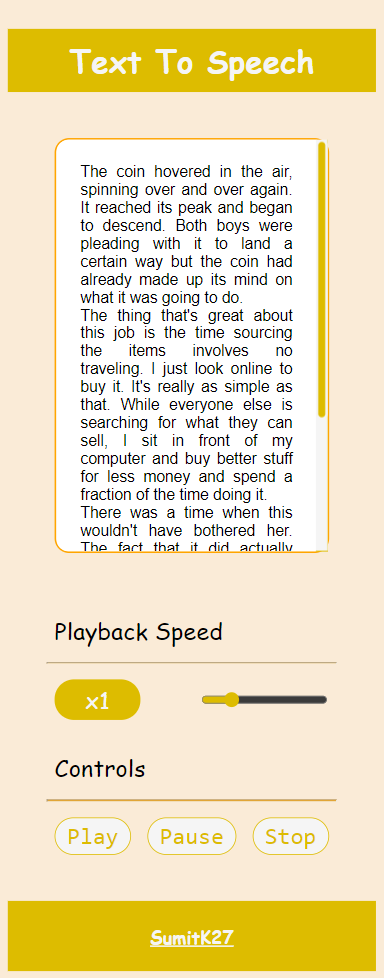 Text To Speech
The coin hovered in the air,
spinning over and over again.
It reached its peak and began
to descend. Both boys were
pleading with it to land a
certain way but the coin had
already made up its mind on
what it was going to do.
The thing that's great about
this job is the time sourcing
the items involves no
traveling. I just look online to
buy it. It's really as simple as
that. While everyone else is
searching for what they can
sell, I sit in front of my
computer and buy better stuff
for less money and spend a
fraction of the time doing it.
There was a time when this
wouldn't have bothered her.
The fact that it did actually
Playback Speed
x1
Controls
Play Pause Stop
SumitK27